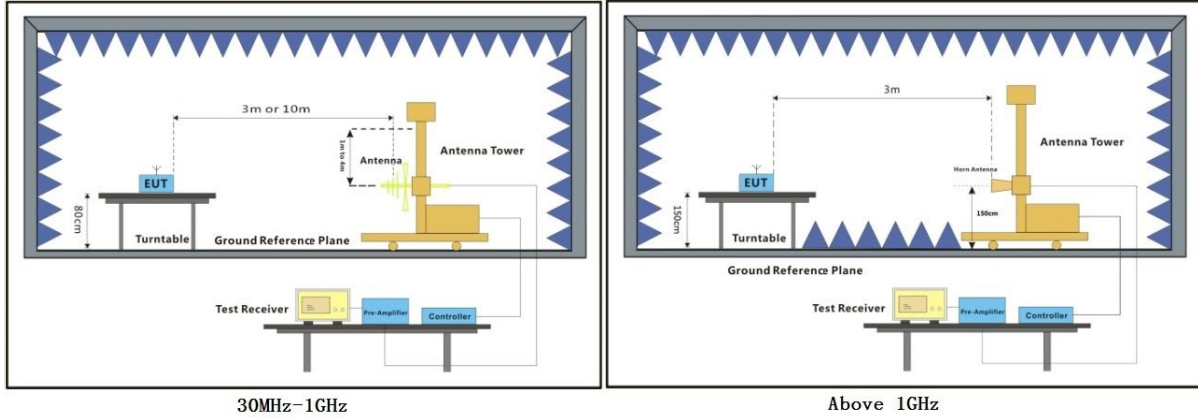 3m or 10m
1m to 4m
Antenna
Antenna Tower
EUT
80cm
Turntable
Ground Reference Plane
Test Receiver
Pre-Amplifier
Controller
30MHz-1GHz
3m
Antenna Tower
Horn Antenna
EUT
150cm
150cm
Turntable
Ground Reference Plane
Test Receiver
Pre-Amplifier
Controller
Above 1GHz